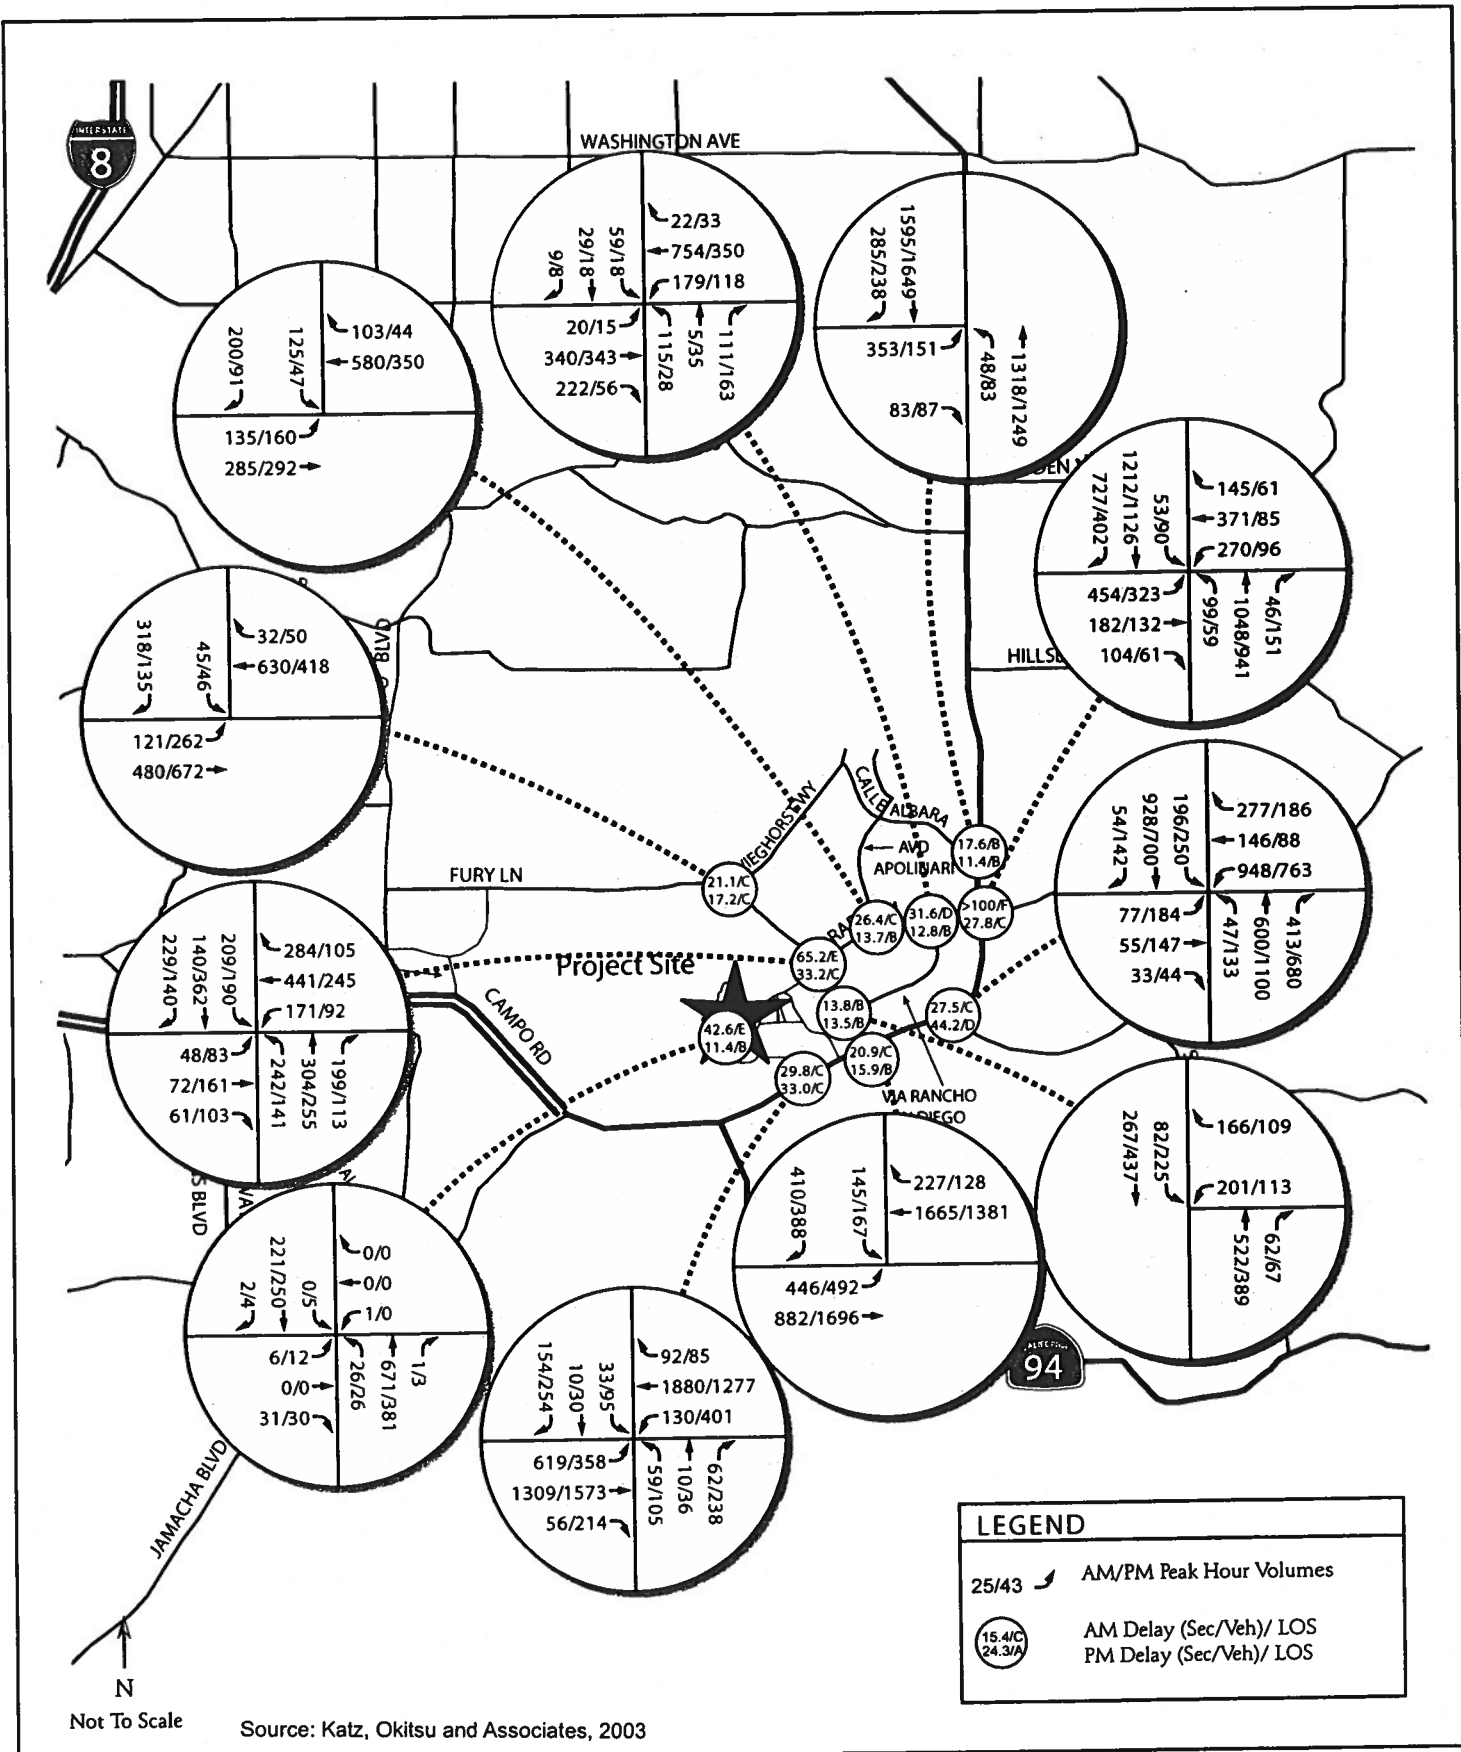 INTERSTATE
8
WASHINGTON AVE
22/33
754/350
179/118
59/18
29/18
9/8
20/15
340/343
222/56
115/28
5/35
111/163
1595/1649
285/238
353/151
83/87
48/83
1318/1249
103/44
580/350
125/47
200/91
135/160
285/292
145/61
371/85
270/96
53/90
1212/1126
727/402
454/323
182/132
104/61
99/59
1048/941
46/151
32/50
630/418
45/46
318/135
121/262
480/672
BLVD
CALLE ALBARA
AVD
FURY LN
17.6/B
11.4/B
21.1/C
17.2/C
26.4/C
13.7/B
31.6/D
12.8/B
>100/F
27.8/C
65.2/E
33.2/C
Project Site
13.8/B
13.5/B
27.5/C
44.2/D
42.6/E
11.4/B
20.9/C
15.9/B
29.8/C
33.0/C
CAMPO RD
VIA RANCHO
277/186
146/88
948/763
196/250
928/700
54/142
77/184
55/147
33/44
47/133
600/1100
413/680
284/105
441/245
171/92
209/190
140/362
229/140
48/83
72/161
61/103
242/141
304/255
199/113
166/109
201/113
82/225
267/437
522/389
62/67
227/128
1665/1381
145/167
410/388
446/492
882/1696
S BLVD
0/0
0/0
1/0
0/5
221/250
2/4
6/12
0/0
31/30
26/26
671/381
1/3
92/85
1880/1277
130/401
33/95
10/30
154/254
619/358
1309/1573
56/214
59/105
10/36
62/238
94
JAMACHA BLVD
LEGEND
25/43 AM/PM Peak Hour Volumes
15.4/C
24.3/A
AM Delay (Sec/Veh)/ LOS
PM Delay (Sec/Veh)/ LOS
N
Not To Scale
Source: Katz, Okitsu and Associates, 2003